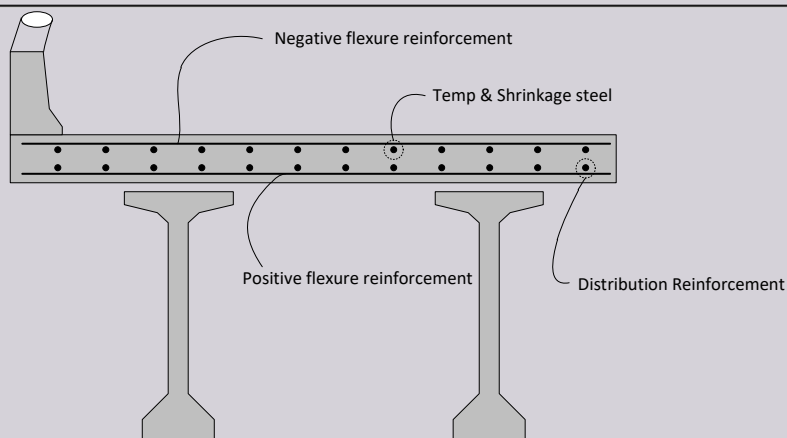 Negative flexure reinforcement
Temp & Shrinkage steel
Positive flexure reinforcement
Distribution Reinforcement